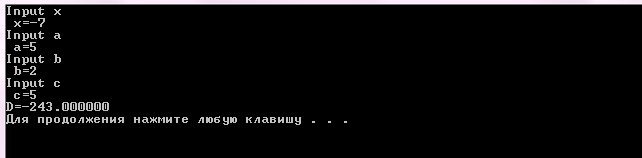 Input x
x=-7
Input a
a=5
Input b
b=2
Input c
c=5
D=-243.000000
Для продолжения нажмите любую клавишу . . .